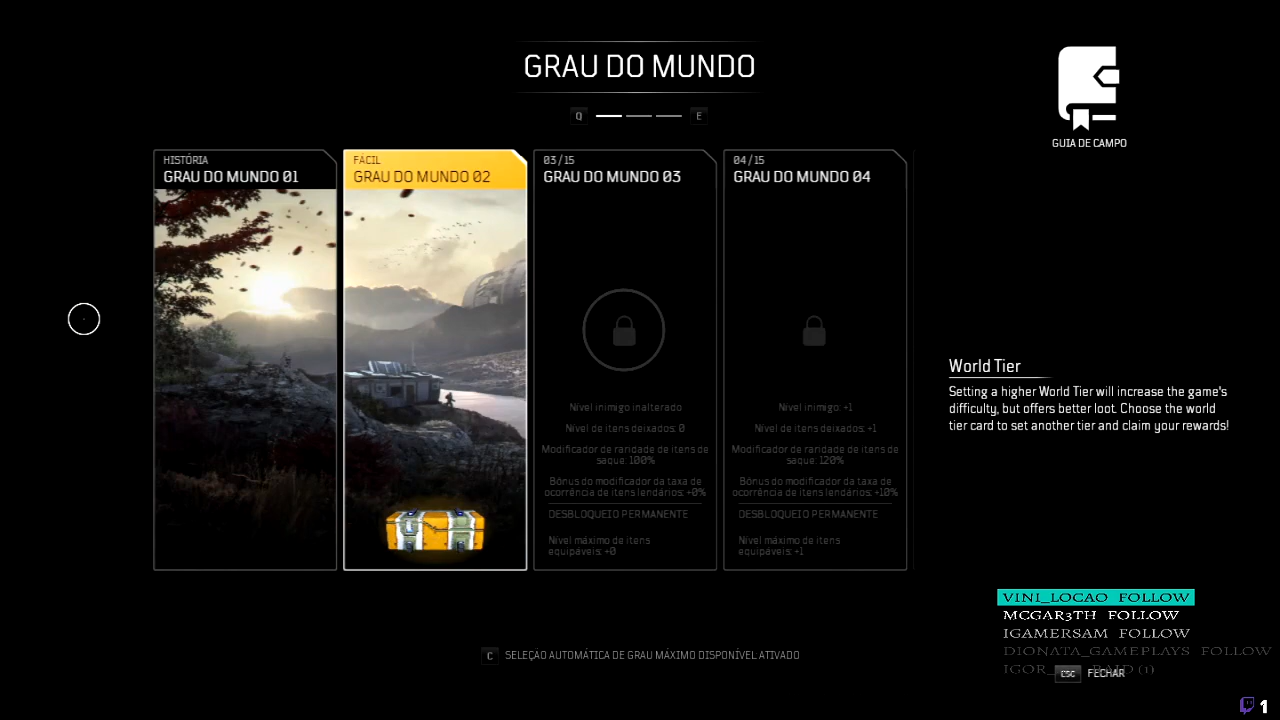 GRAU DO MUNDO
Q
E
GUIA DE CAMPO
HISTÓRIA
GRAU DO MUNDO 01
FÁCIL
GRAU DO MUNDO 02
03/15
GRAU DO MUNDO 03
Nível inimigo inalterado
Nível de itens deixados: 0
Modificador de raridade de itens de
saque: 100%
Bônus do modificador da taxa de
ocorrência de itens lendários: +0%
DESBLOQUEIO PERMANENTE
Nível máximo de itens
equipáveis: +0
04/15
GRAU DO MUNDO 04
Nível inimigo: +1
Nível de itens deixados: +1
Modificador de raridade de itens de
saque: 120%
Bônus do modificador da taxa de
ocorrência de itens lendários: +10%
DESBLOQUEIO PERMANENTE
Nível máximo de itens
equipáveis: +1
World Tier
Setting a higher World Tier will increase the game's
difficulty, but offers better loot. Choose the world
tier card to set another tier and claim your rewards!
VINI_LOCAO FOLLOW
MCGAR3TH FOLLOW
IGAMERSAM FOLLOW
DIONATA_GAMEPLAYS FOLLOW
IGOR_ RAID (1)
C SELEÇÃO AUTOMÁTICA DE GRAU MÁXIMO DISPONÍVEL ATIVADO
ESC FECHAR
1